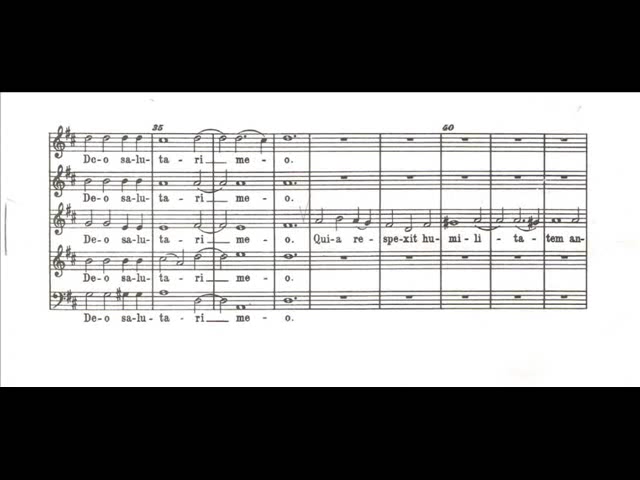 35 60
De-o sa-lu- ta- ri me- o.
De-o sa-lu- ta- ri me- o.
De-o sa-lu- ta- ri me- o. Qui-a re- spexit hu- mi- li- ta- tem an-
De-o sa-lu- ta- ri me- o.
De-o sa-lu- ta- ri me- o.